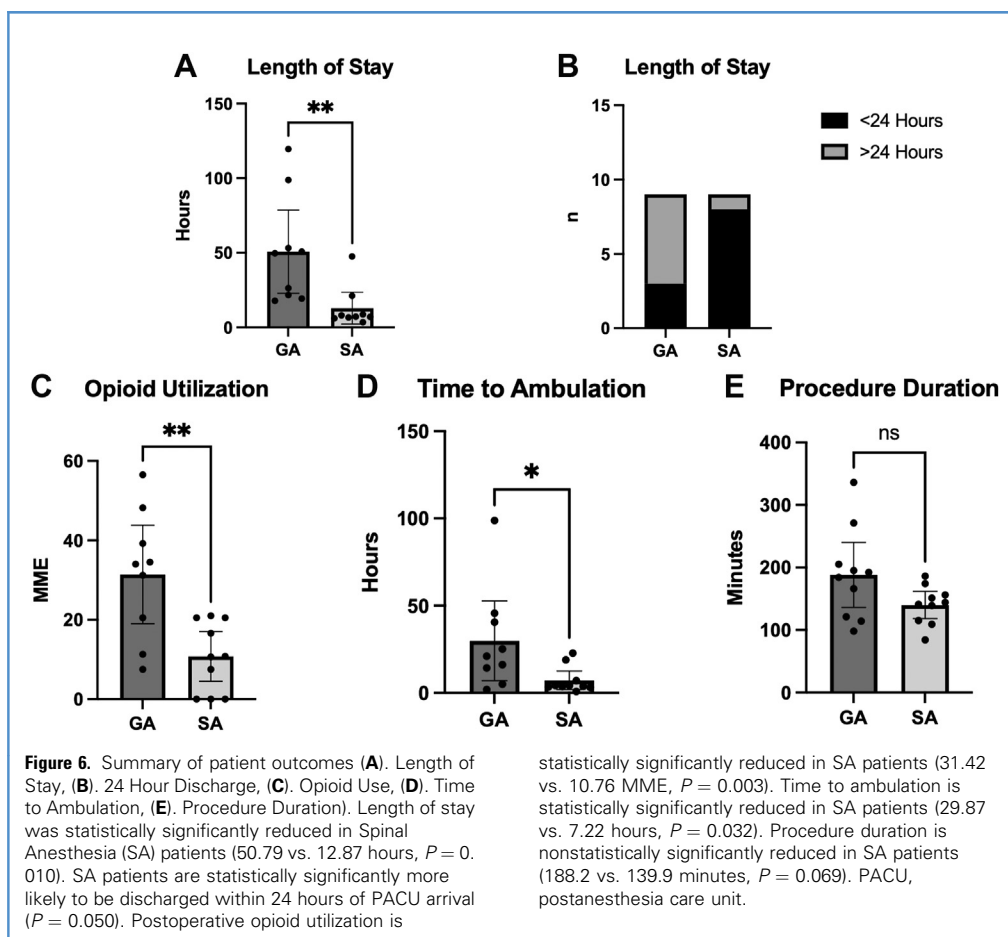 A Length of Stay
150
100
50
0
Hours
**
GA SA
B Length of Stay
15
10
5
0
n
GA SA
<24 Hours
>24 Hours
C Opioid Utilization
60
40
20
0
MME
**
GA SA
D Time to Ambulation
150
100
50
0
Hours
*
GA SA
E Procedure Duration
400
300
200
100
0
Minutes
ns
GA SA
Figure 6. Summary of patient outcomes (A). Length of
Stay, (B). 24 Hour Discharge, (C). Opioid Use, (D). Time
to Ambulation, (E). Procedure Duration). Length of stay
was statistically significantly reduced in Spinal
Anesthesia (SA) patients (50.79 vs. 12.87 hours, P = 0.
010). SA patients are statistically significantly more
likely to be discharged within 24 hours of PACU arrival
(P = 0.050). Postoperative opioid utilization is
statistically significantly reduced in SA patients (31.42
vs. 10.76 MME, P = 0.003). Time to ambulation is
statistically significantly reduced in SA patients (29.87
vs. 7.22 hours, P = 0.032). Procedure duration is
nonstatistically significantly reduced in SA patients
(188.2 vs. 139.9 minutes, P = 0.069). PACU,
postanesthesia care unit.